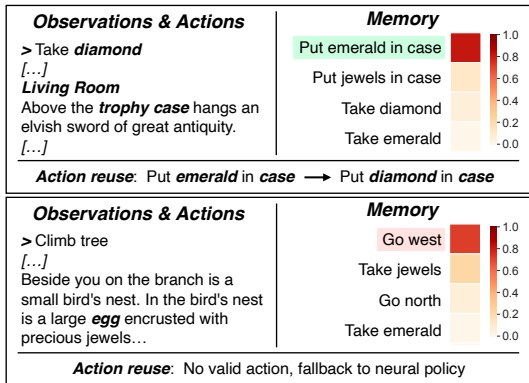 Observations & Actions
> Take diamond
[...]
Living Room
Above the trophy case hangs an
elvish sword of great antiquity.
[...]
Memory
Put emerald in case
Put jewels in case
Take diamond
Take emerald
1.0
0.8
0.6
0.4
0.2
0.0
Action reuse: Put emerald in case → Put diamond in case
Observations & Actions
> Climb tree
[...]
Beside you on the branch is a
small bird's nest. In the bird's nest
is a large egg encrusted with
precious jewels...
Memory
Go west
Take jewels
Go north
Take emerald
1.0
0.8
0.6
0.4
0.2
0.0
Action reuse: No valid action, fallback to neural policy